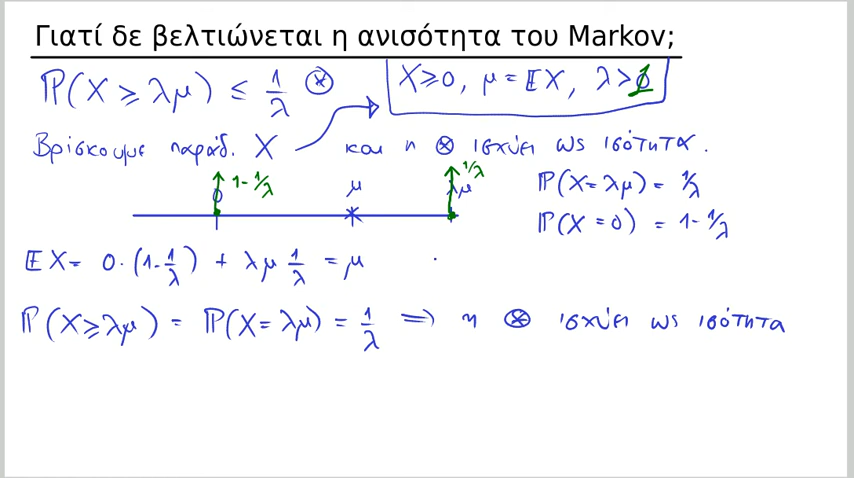 Γιατί δε βελτιώνεται η ανισότητα του Markov;
ℙ(X ≥ λμ) ≤ 1/λ ⊛ X≥0, μ = 𝔼X, λ>1
Βρίσκουμε παράδ. X και η ⊛ ισχύει ως ισότητα.
0 1-1/λ μ λμ 1/λ
ℙ(X=λμ) = 1/λ
ℙ(X=0) = 1-1/λ
𝔼X = 0·(1-1/λ) + λμ 1/λ = μ
ℙ(X≥λμ) = ℙ(X=λμ) = 1/λ ⇒ η ⊛ ισχύει ως ισότητα